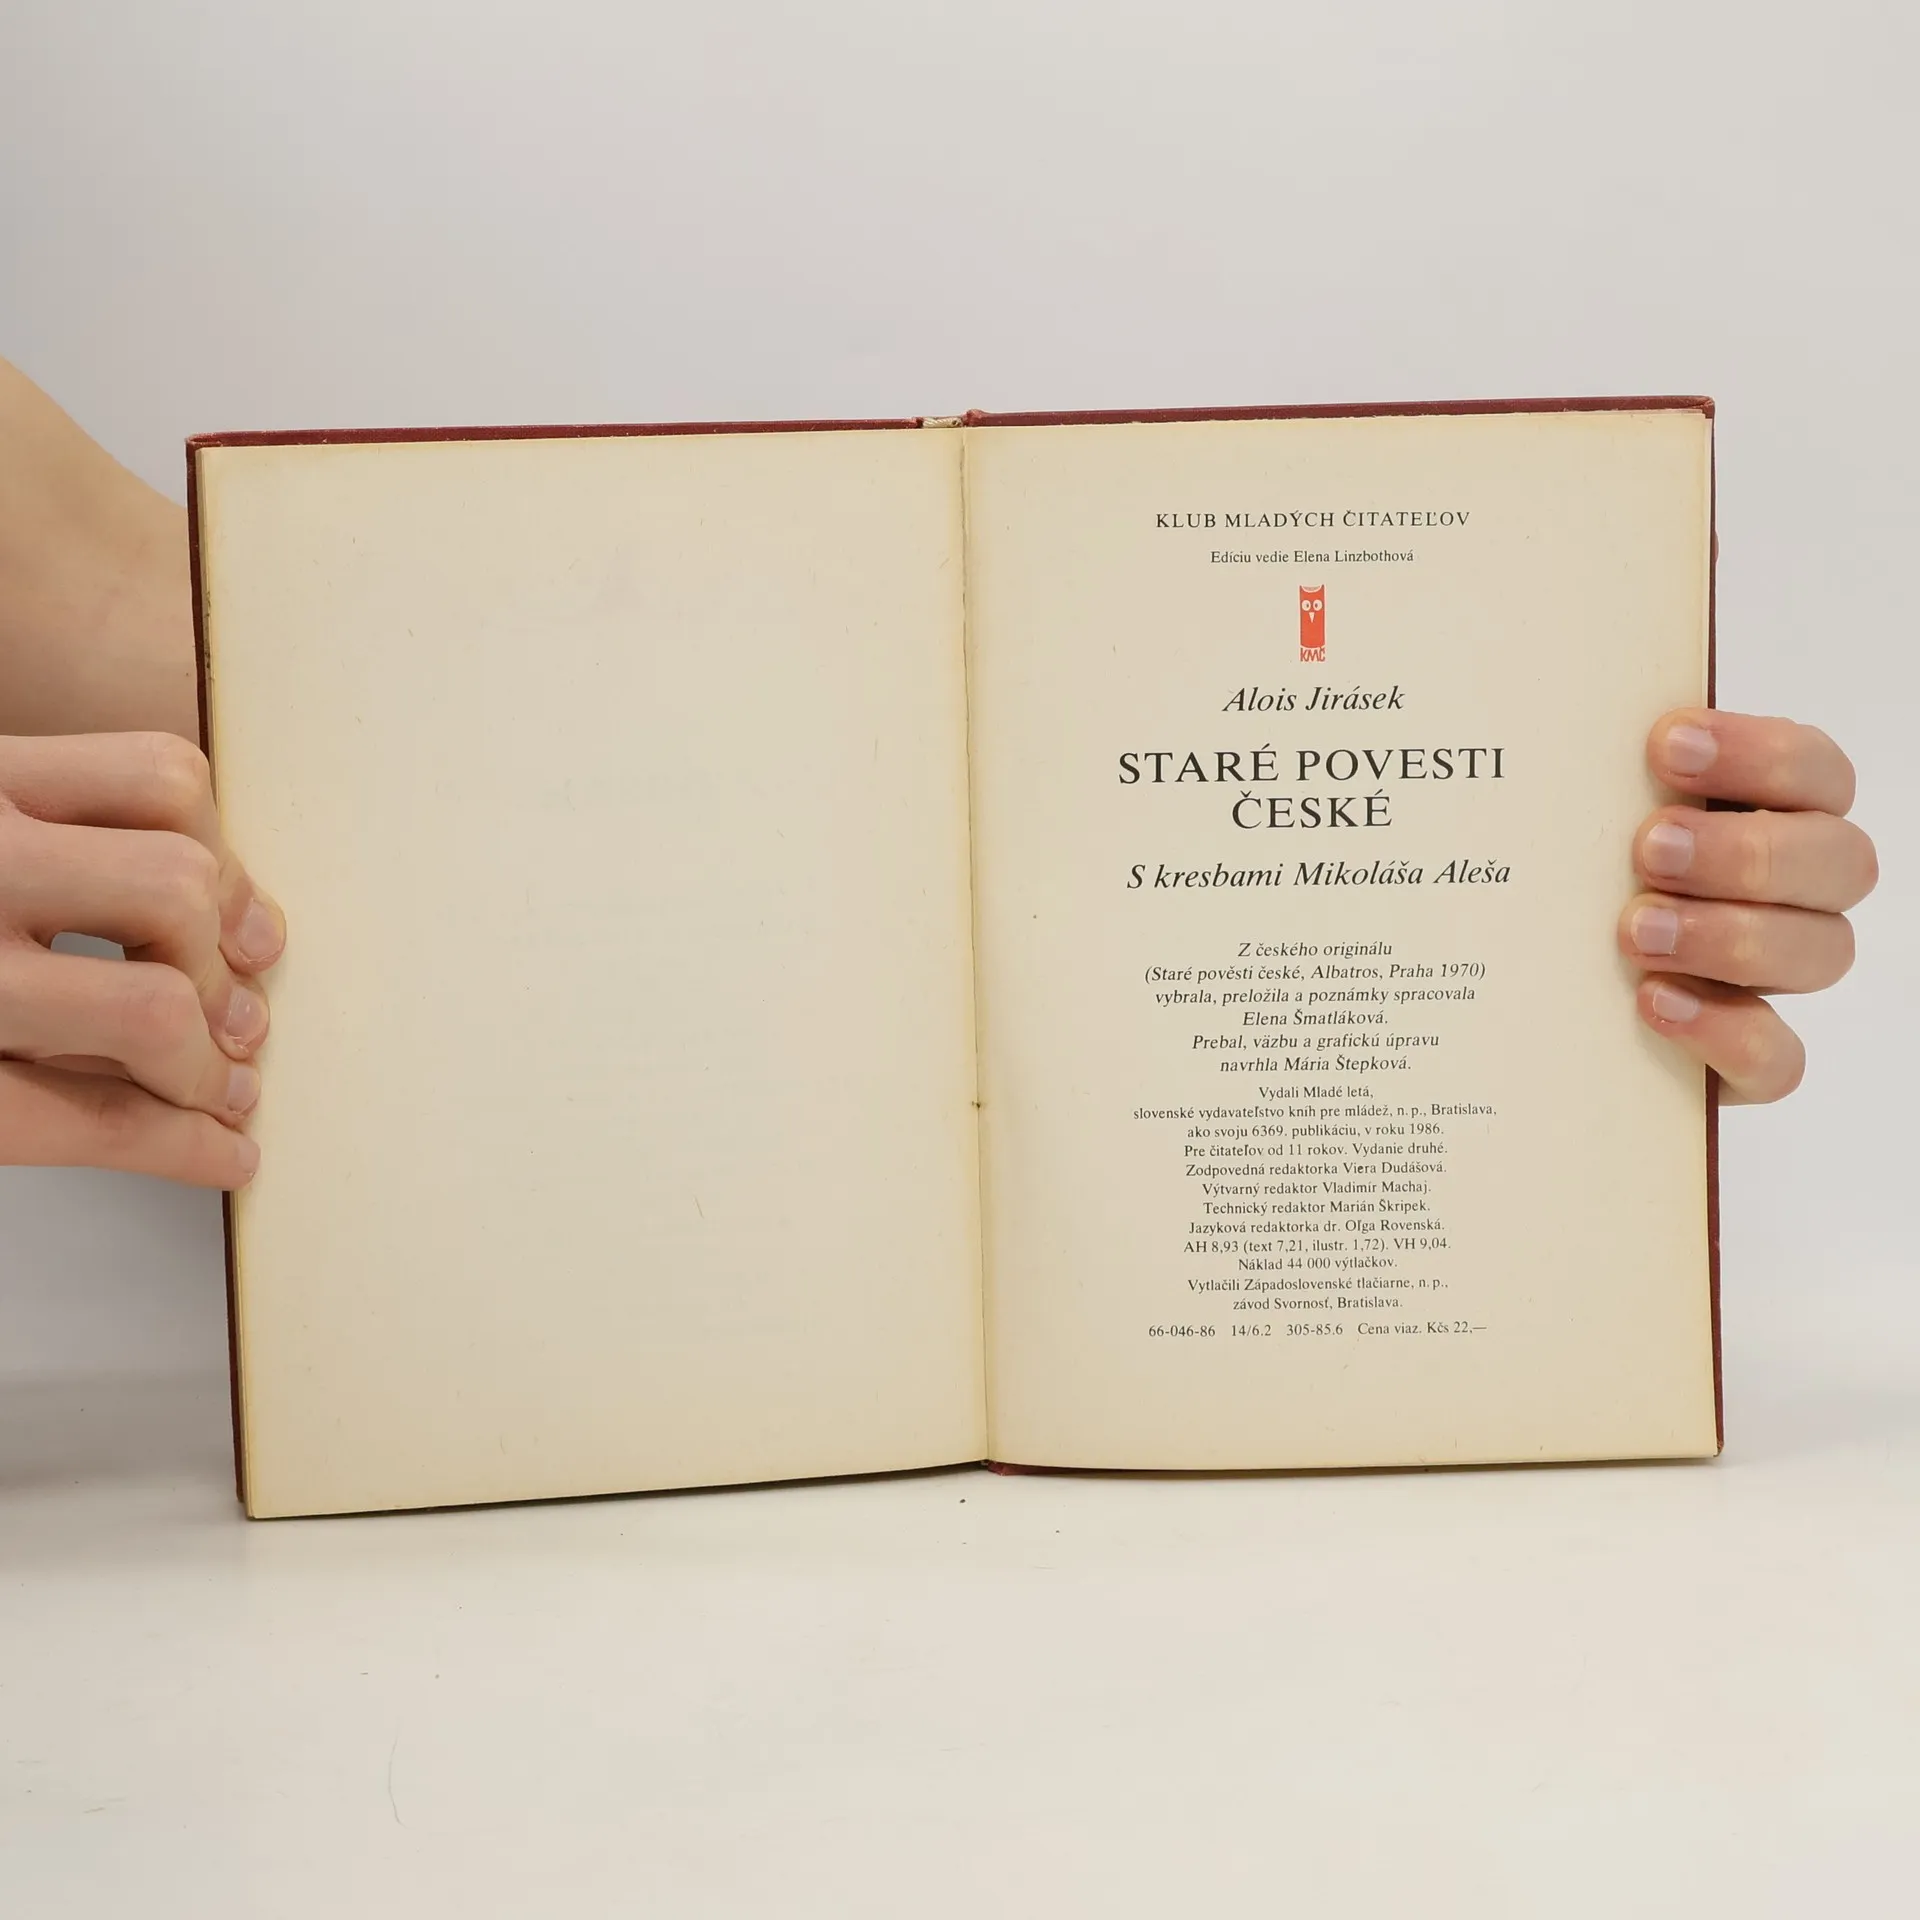 KLUB MLADÝCH ČITATEĽOV
Edíciu vedie Elena Linzbothová
KMČ
Alois Jirásek
STARÉ POVESTI
ČESKÉ
S kresbami Mikoláša Aleša
Z českého originálu
(Staré pověsti české, Albatros, Praha 1970)
vybrala, preložila a poznámky spracovala
Elena Šmatláková.
Prebal, väzbu a grafickú úpravu
navrhla Mária Štepková.
Vydali Mladé letá,
slovenské vydavateľstvo kníh pre mládež, n. p., Bratislava,
ako svoju 6369. publikáciu, v roku 1986.
Pre čitateľov od 11 rokov. Vydanie druhé.
Zodpovedná redaktorka Viera Dudášová.
Výtvarný redaktor Vladimír Machaj.
Technický redaktor Marián Škripek.
Jazyková redaktorka dr. Oľga Rovenská.
AH 8,93 (text 7,21, ilustr. 1,72). VH 9,04.
Náklad 44 000 výtlačkov.
Vytlačili Západoslovenské tlačiarne, n. p.,
závod Svornosť, Bratislava.
66-046-86 14/6.2 305-85.6 Cena viaz. Kčs 22,—